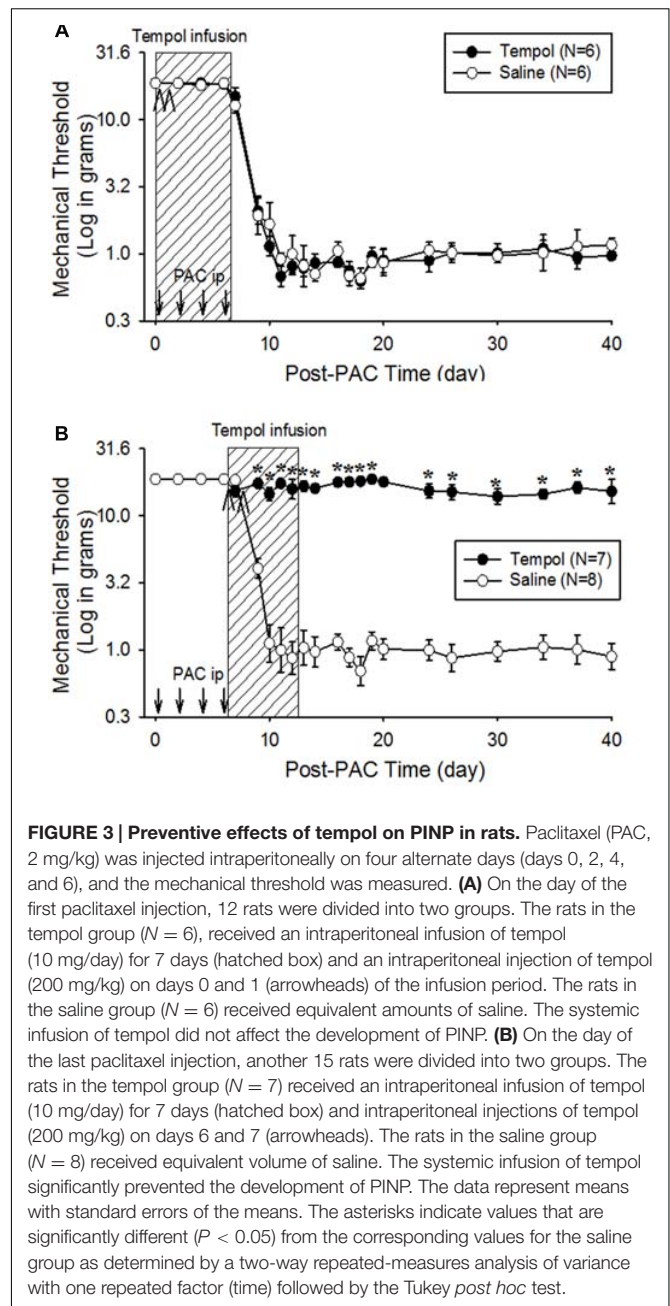 A
Tempol infusion
31.6
10.0
3.2
1.0
0.3
Mechanical Threshold
(Log in grams)
Tempol (N=6)
Saline (N=6)
PAC ip
0
10
20
30
40
Post-PAC Time (day)
B
Tempol infusion
31.6
10.0
3.2
1.0
0.3
Mechanical Threshold
(Log in grams)
* * * * * * * * * * * * * * * *
Tempol (N=7)
Saline (N=8)
PAC ip
0
10
20
30
40
Post-PAC Time (day)
FIGURE 3 | Preventive effects of tempol on PINP in rats. Paclitaxel (PAC,
2 mg/kg) was injected intraperitoneally on four alternate days (days 0, 2, 4,
and 6), and the mechanical threshold was measured. (A) On the day of the
first paclitaxel injection, 12 rats were divided into two groups. The rats in the
tempol group (N = 6), received an intraperitoneal infusion of tempol
(10 mg/day) for 7 days (hatched box) and an intraperitoneal injection of tempol
(200 mg/kg) on days 0 and 1 (arrowheads) of the infusion period. The rats in
the saline group (N = 6) received equivalent amounts of saline. The systemic
infusion of tempol did not affect the development of PINP. (B) On the day of
the last paclitaxel injection, another 15 rats were divided into two groups. The
rats in the tempol group (N = 7) received an intraperitoneal infusion of tempol
(10 mg/day) for 7 days (hatched box) and intraperitoneal injections of tempol
(200 mg/kg) on days 6 and 7 (arrowheads). The rats in the saline group
(N = 8) received equivalent volume of saline. The systemic infusion of tempol
significantly prevented the development of PINP. The data represent means
with standard errors of the means. The asterisks indicate values that are
significantly different (P < 0.05) from the corresponding values for the saline
group as determined by a two-way repeated-measures analysis of variance
with one repeated factor (time) followed by the Tukey post hoc test.